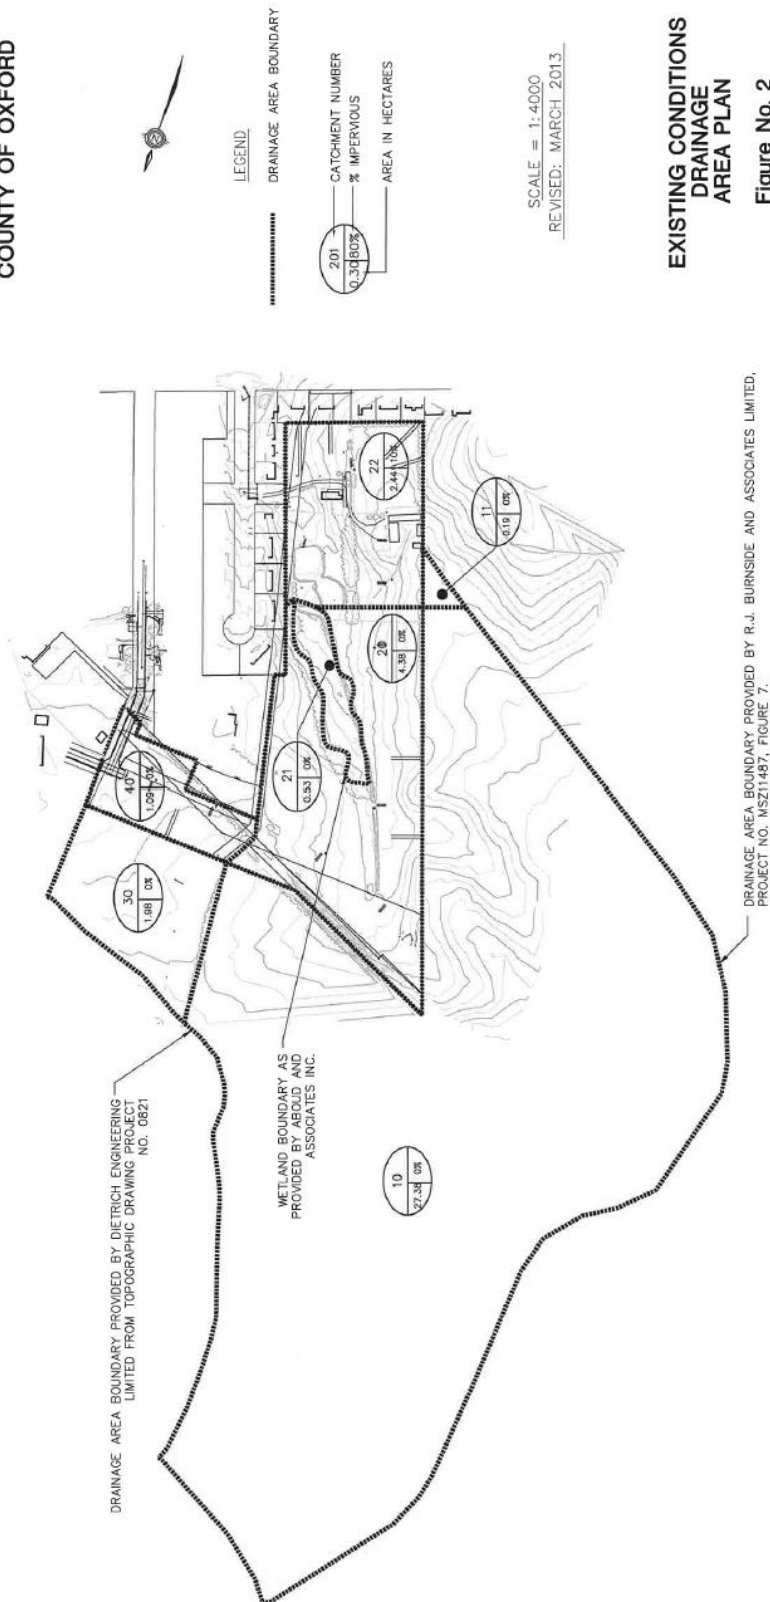 COUNTY OF OXFORD
LEGEND
DRAINAGE AREA BOUNDARY
201
0.30 80%
CATCHMENT NUMBER
% IMPERVIOUS
AREA IN HECTARES
SCALE = 1:4000
REVISED: MARCH 2013
EXISTING CONDITIONS
DRAINAGE
AREA PLAN
Figure No. 2
DRAINAGE AREA BOUNDARY PROVIDED BY DIETRICH ENGINEERING
LIMITED FROM TOPOGRAPHIC DRAWING PROJECT
NO. 0821
30
1.98 0%
40
1.09 0%
21
0.53 0%
22
2.44 10%
20
4.38 0%
11
0.19 0%
WETLAND BOUNDARY AS
PROVIDED BY ABOUD AND
ASSOCIATES INC.
10
27.38 0%
DRAINAGE AREA BOUNDARY PROVIDED BY R.J. BURNSIDE AND ASSOCIATES LIMITED,
PROJECT NO. MSZ11487, FIGURE 7.